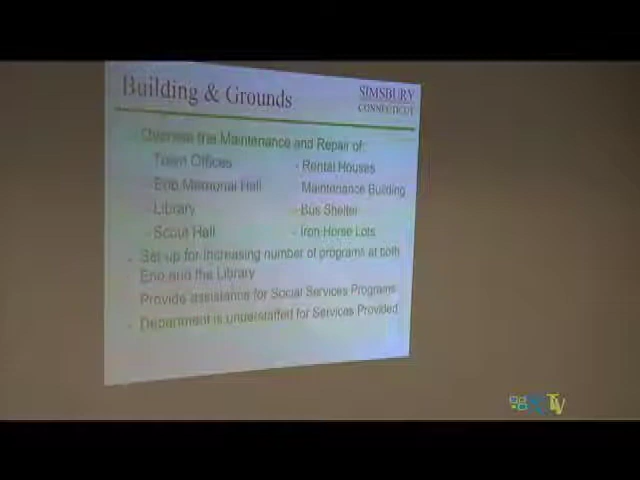 Building & Grounds
SIMSBURY
CONNECTICUT
Oversee the Maintenance and Repair of:
- Town Offices
- Rental Houses
- Eno Memorial Hall
- Maintenance Building
- Library
- Bus Shelter
- Scout Hall
- Iron Horse Lots
- Set up for increasing number of programs at both
Eno and the Library
Provide assistance for Social Services Programs
- Department is understaffed for Services Provided
TV